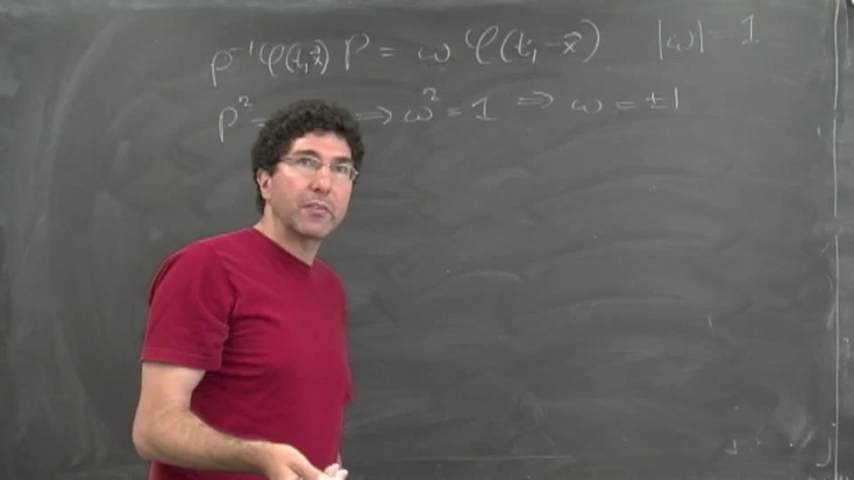 P⁻¹ φ(t, x⃗) P = ω φ(t, -x⃗) |ω| = 1
P² = ⇒ ω² = 1 ⇒ ω = ±1